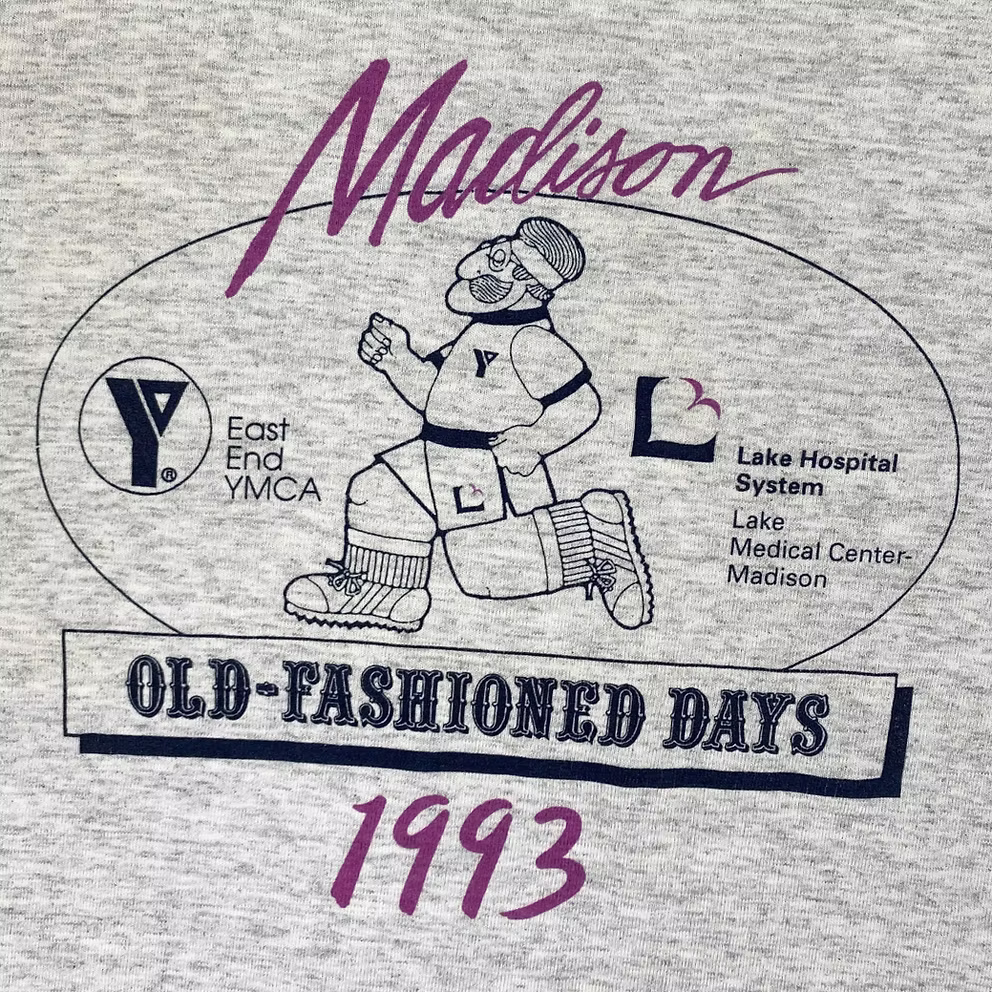 Madison
Y
Y®
East
End
YMCA
Lake Hospital
System
Lake
Medical Center-
Madison
OLD-FASHIONED DAYS
1993